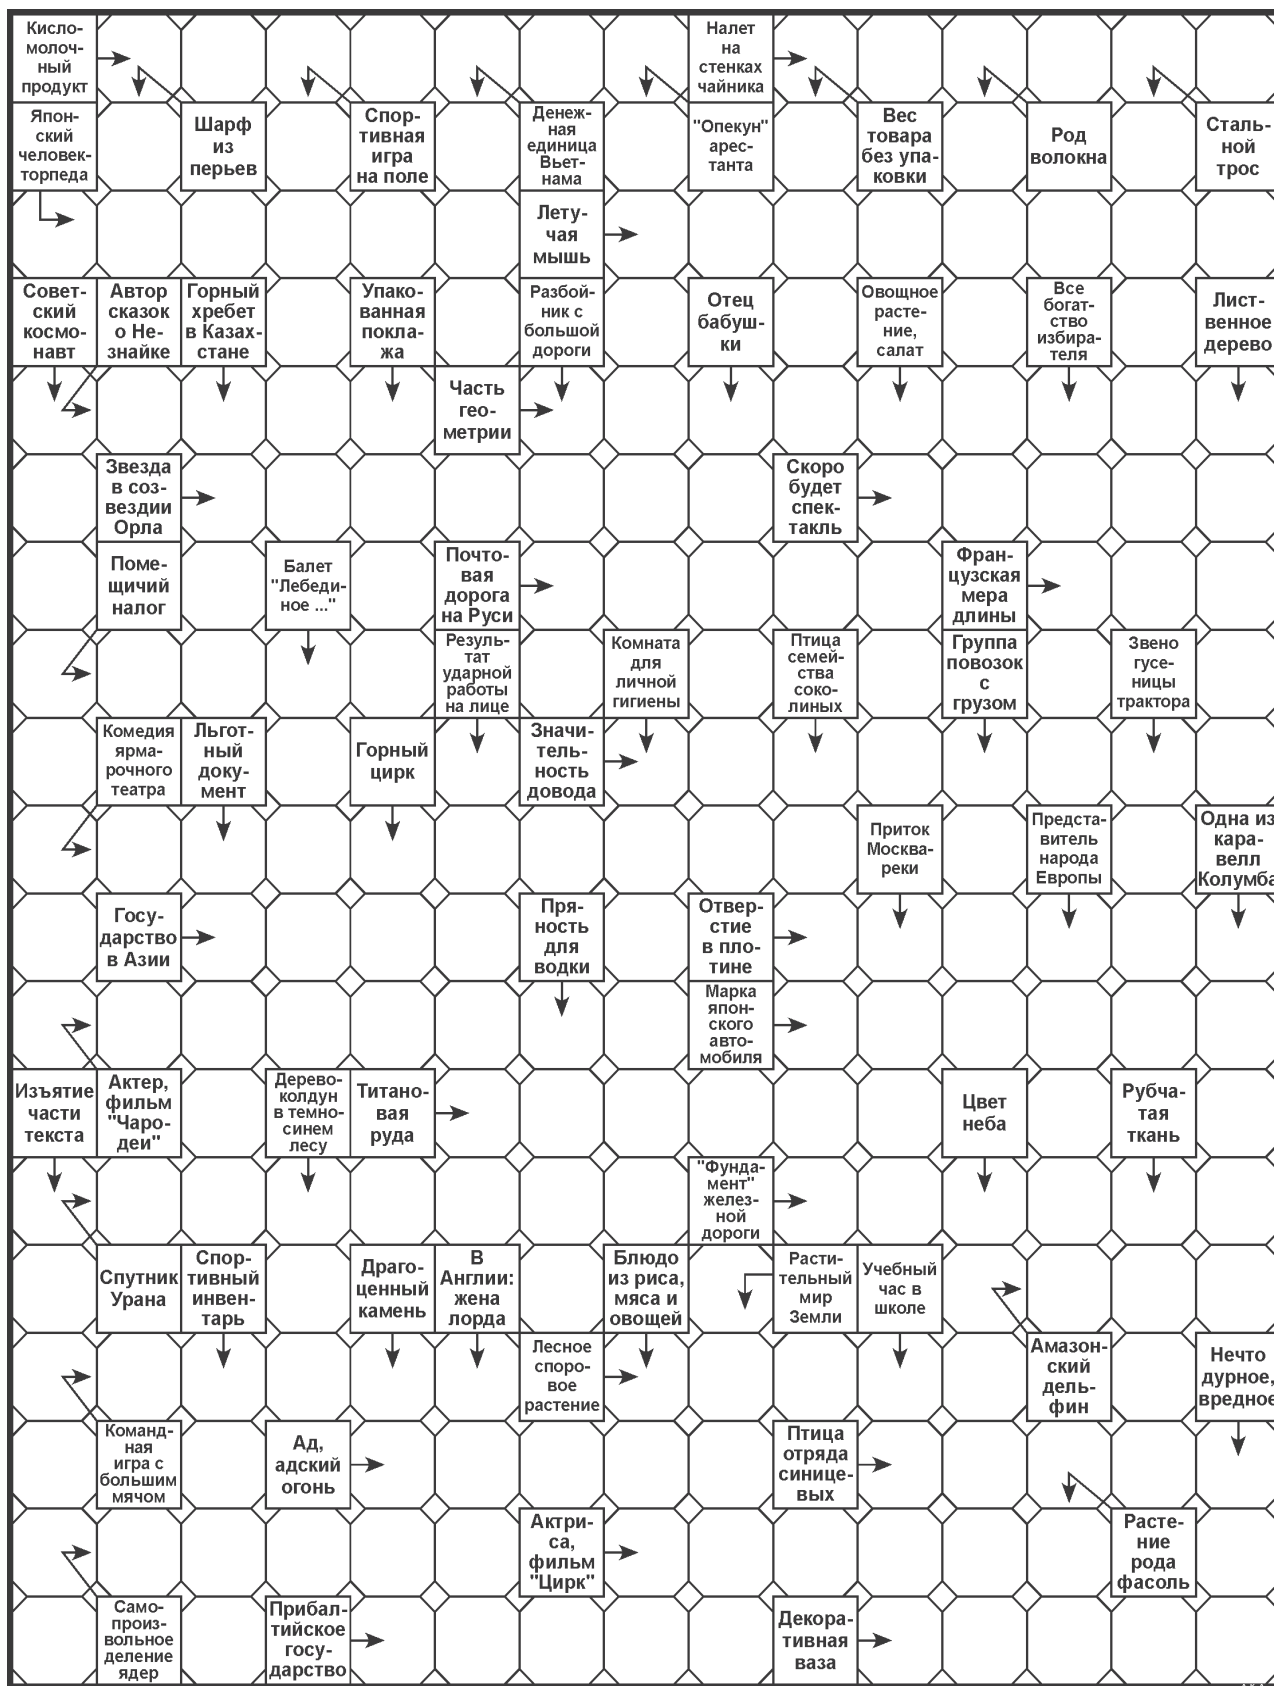 Кисло-
молоч-
ный
продукт
Налет
на
стенках
чайника
Япон-
ский
человек-
торпеда
Шарф
из
перьев
Спор-
тивная
игра
на поле
Денеж-
ная
единица
Вьет-
нама
"Опекун"
арес-
танта
Вес
товара
без упа-
ковки
Род
волокна
Сталь-
ной
трос
Лету-
чая
мышь
Совет-
ский
космо-
навт
Автор
сказок
о Не-
знайке
Горный
хребет
в Казах-
стане
Упако-
ванная
покла-
жа
Разбой-
ник с
большой
дороги
Отец
бабуш-
ки
Овощное
расте-
ние,
салат
Все
богат-
ство
избира-
теля
Лист-
венное
дерево
Часть
гео-
метрии
Звезда
в соз-
вездии
Орла
Скоро
будет
спек-
такль
Поме-
щичий
налог
Балет
"Лебеди-
ное ..."
Почто-
вая
дорога
на Руси
Фран-
цузская
мера
длины
Резуль-
тат
ударной
работы
на лице
Комната
для
личной
гигиены
Птица
семей-
ства
соко-
линых
Группа
повозок
с
грузом
Звено
гусе-
ницы
трактора
Комедия
ярма-
рочного
театра
Льгот-
ный
доку-
мент
Горный
цирк
Значи-
тель-
ность
довода
Приток
Москва-
реки
Предста-
витель
народа
Европы
Одна из
кара-
велл
Колумба
Госу-
дарство
в Азии
Пря-
ность
для
водки
Отвер-
стие
в пло-
тине
Марка
япон-
ского
авто-
мобиля
Изъятие
части
текста
Актер,
фильм
"Чаро-
деи"
Дерево-
колдун
в темно-
синем
лесу
Титано-
вая
руда
Цвет
неба
Рубча-
тая
ткань
"Фунда-
мент"
желез-
ной
дороги
Спутник
Урана
Спор-
тивный
инвен-
тарь
Драго-
ценный
камень
В
Англии:
жена
лорда
Блюдо
из риса,
мяса и
овощей
Расти-
тельный
мир
Земли
Учебный
час в
школе
Лесное
споро-
вое
растение
Амазон-
ский
дель-
фин
Нечто
дурное,
вредное
Команд-
ная
игра с
большим
мячом
Ад,
адский
огонь
Птица
отряда
синице-
вых
Актри-
са,
фильм
"Цирк"
Расте-
ние
рода
фасоль
Само-
произ-
вольное
деление
ядер
Прибал-
тийское
госу-
дарство
Декора-
тивная
ваза